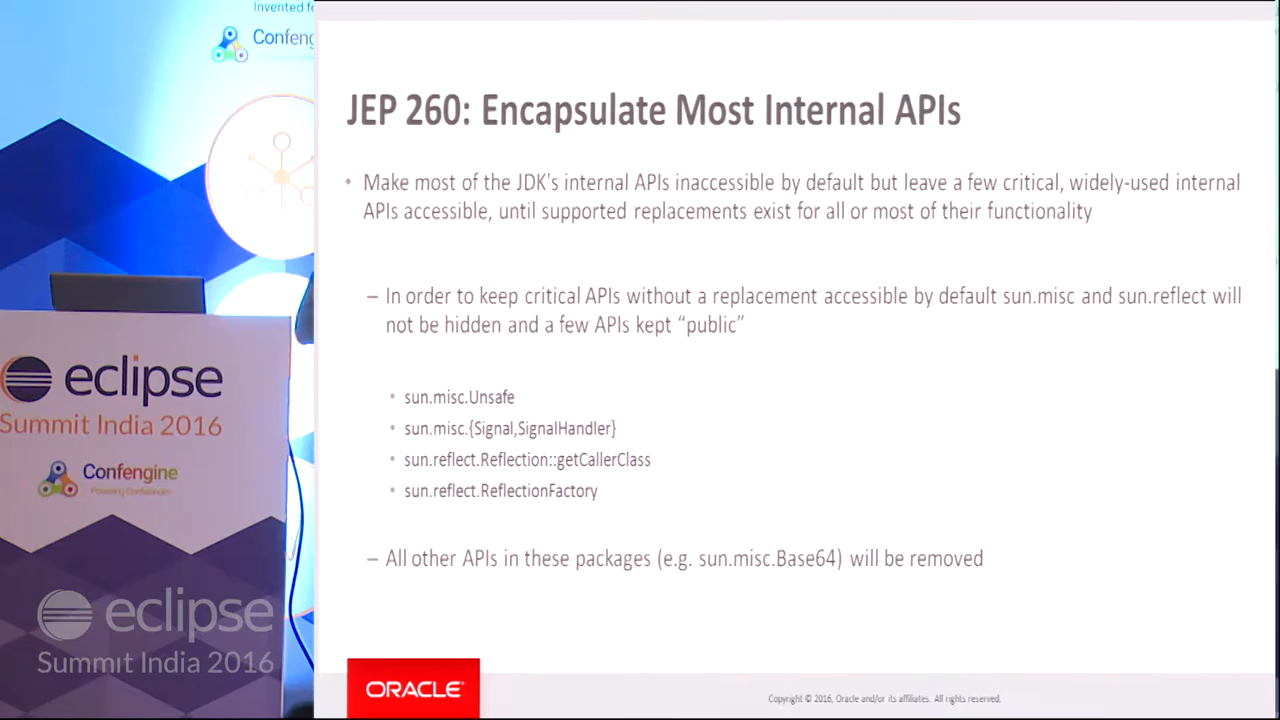 Invented fo
Confeng
JEP 260: Encapsulate Most Internal APIs
• Make most of the JDK's internal APIs inaccessible by default but leave a few critical, widely-used internal
APIs accessible, until supported replacements exist for all or most of their functionality
– In order to keep critical APIs without a replacement accessible by default sun.misc and sun.reflect will
not be hidden and a few APIs kept “public”
• sun.misc.Unsafe
• sun.misc.{Signal,SignalHandler}
• sun.reflect.Reflection::getCallerClass
• sun.reflect.ReflectionFactory
– All other APIs in these packages (e.g. sun.misc.Base64) will be removed
eclipse
Summit India 2016
Confengine
Powering Conferences
eclipse
Summit India 2016
ORACLE
Copyright © 2016, Oracle and/or its affiliates. All rights reserved.